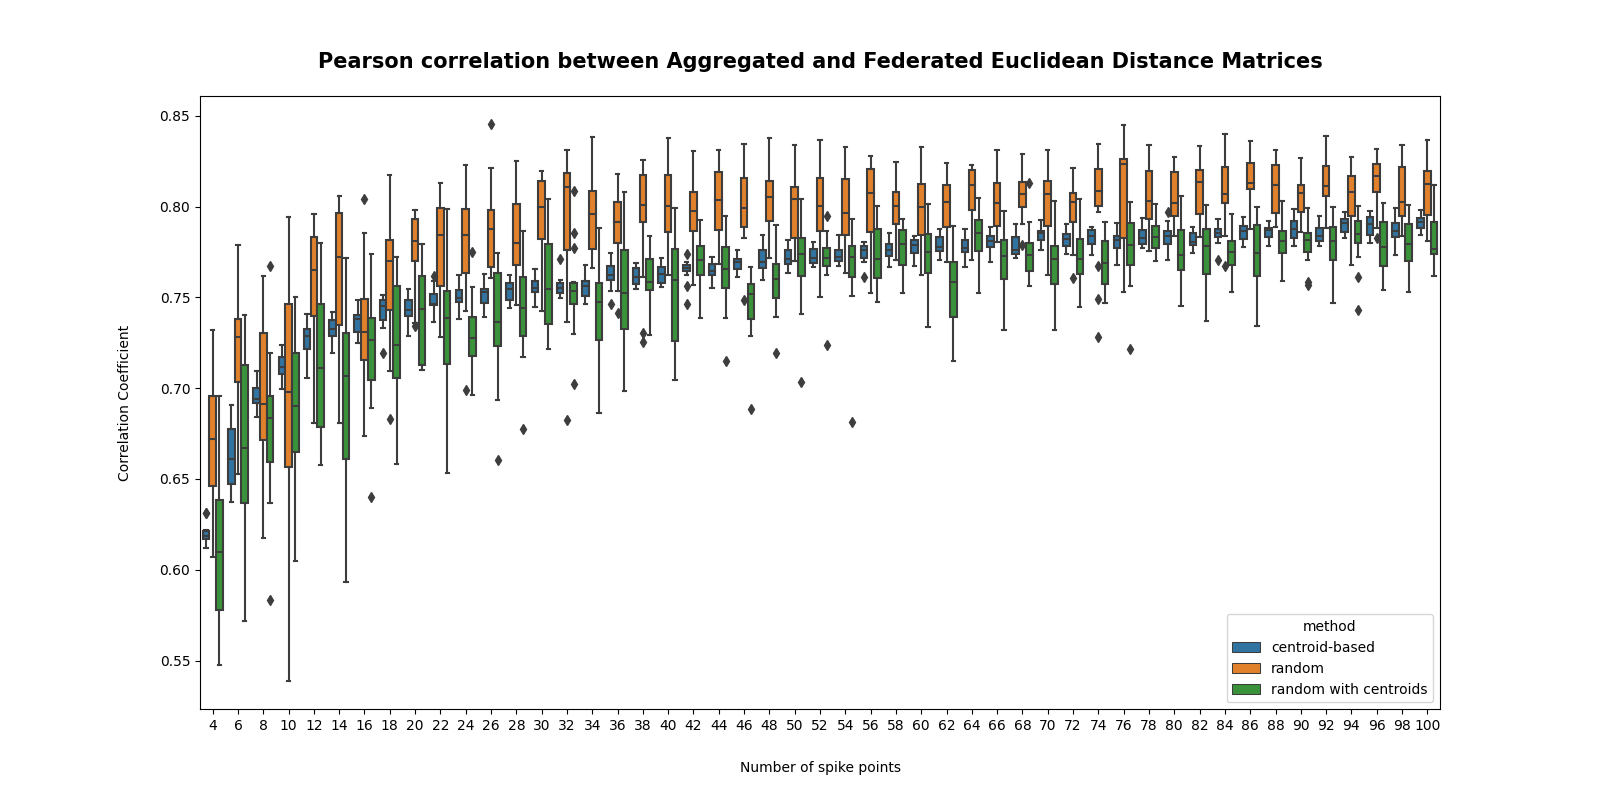 Pearson correlation between Aggregated and Federated Euclidean Distance Matrices
0.85
0.80
0.75
0.70
0.65
0.60
0.55
Correlation Coefficient
method
centroid-based
random
random with centroids
4 6 8 10 12 14 16 18 20 22 24 26 28 30 32 34 36 38 40 42 44 46 48 50 52 54 56 58 60 62 64 66 68 70 72 74 76 78 80 82 84 86 88 90 92 94 96 98 100
Number of spike points